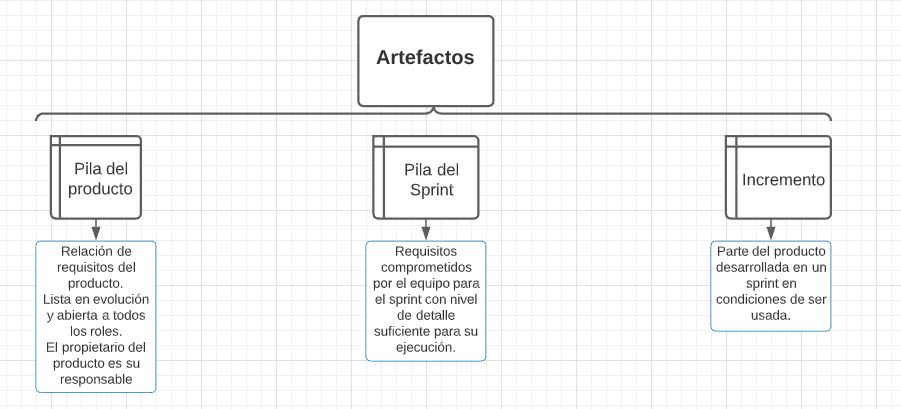 Artefactos
Pila del
producto
Pila del
Sprint
Incremento
Relación de
requisitos del
producto.
Lista en evolución
y abierta a todos
los roles.
El propietario del
producto es su
responsable
Requisitos
comprometidos
por el equipo para
el sprint con nivel
de detalle
suficiente para su
ejecución.
Parte del producto
desarrollada en un
sprint en
condiciones de ser
usada.